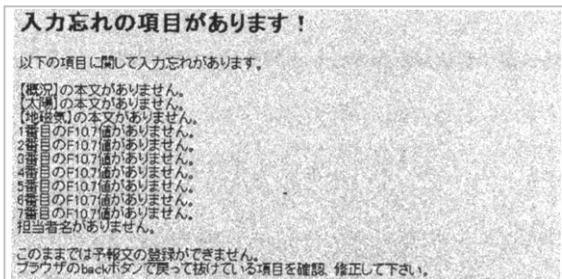 入力忘れの項目があります！
以下の項目に関して入力忘れがあります。
【概況】の本文がありません。
【太陽】の本文がありません。
【地磁気】の本文がありません。
1番目のF10.7値がありません。
2番目のF10.7値がありません。
3番目のF10.7値がありません。
4番目のF10.7値がありません。
5番目のF10.7値がありません。
6番目のF10.7値がありません。
7番目のF10.7値がありません。
担当者名がありません。
このままでは予報文の登録ができません。
ブラウザのbackボタンで戻って抜けている項目を確認、修正して下さい。